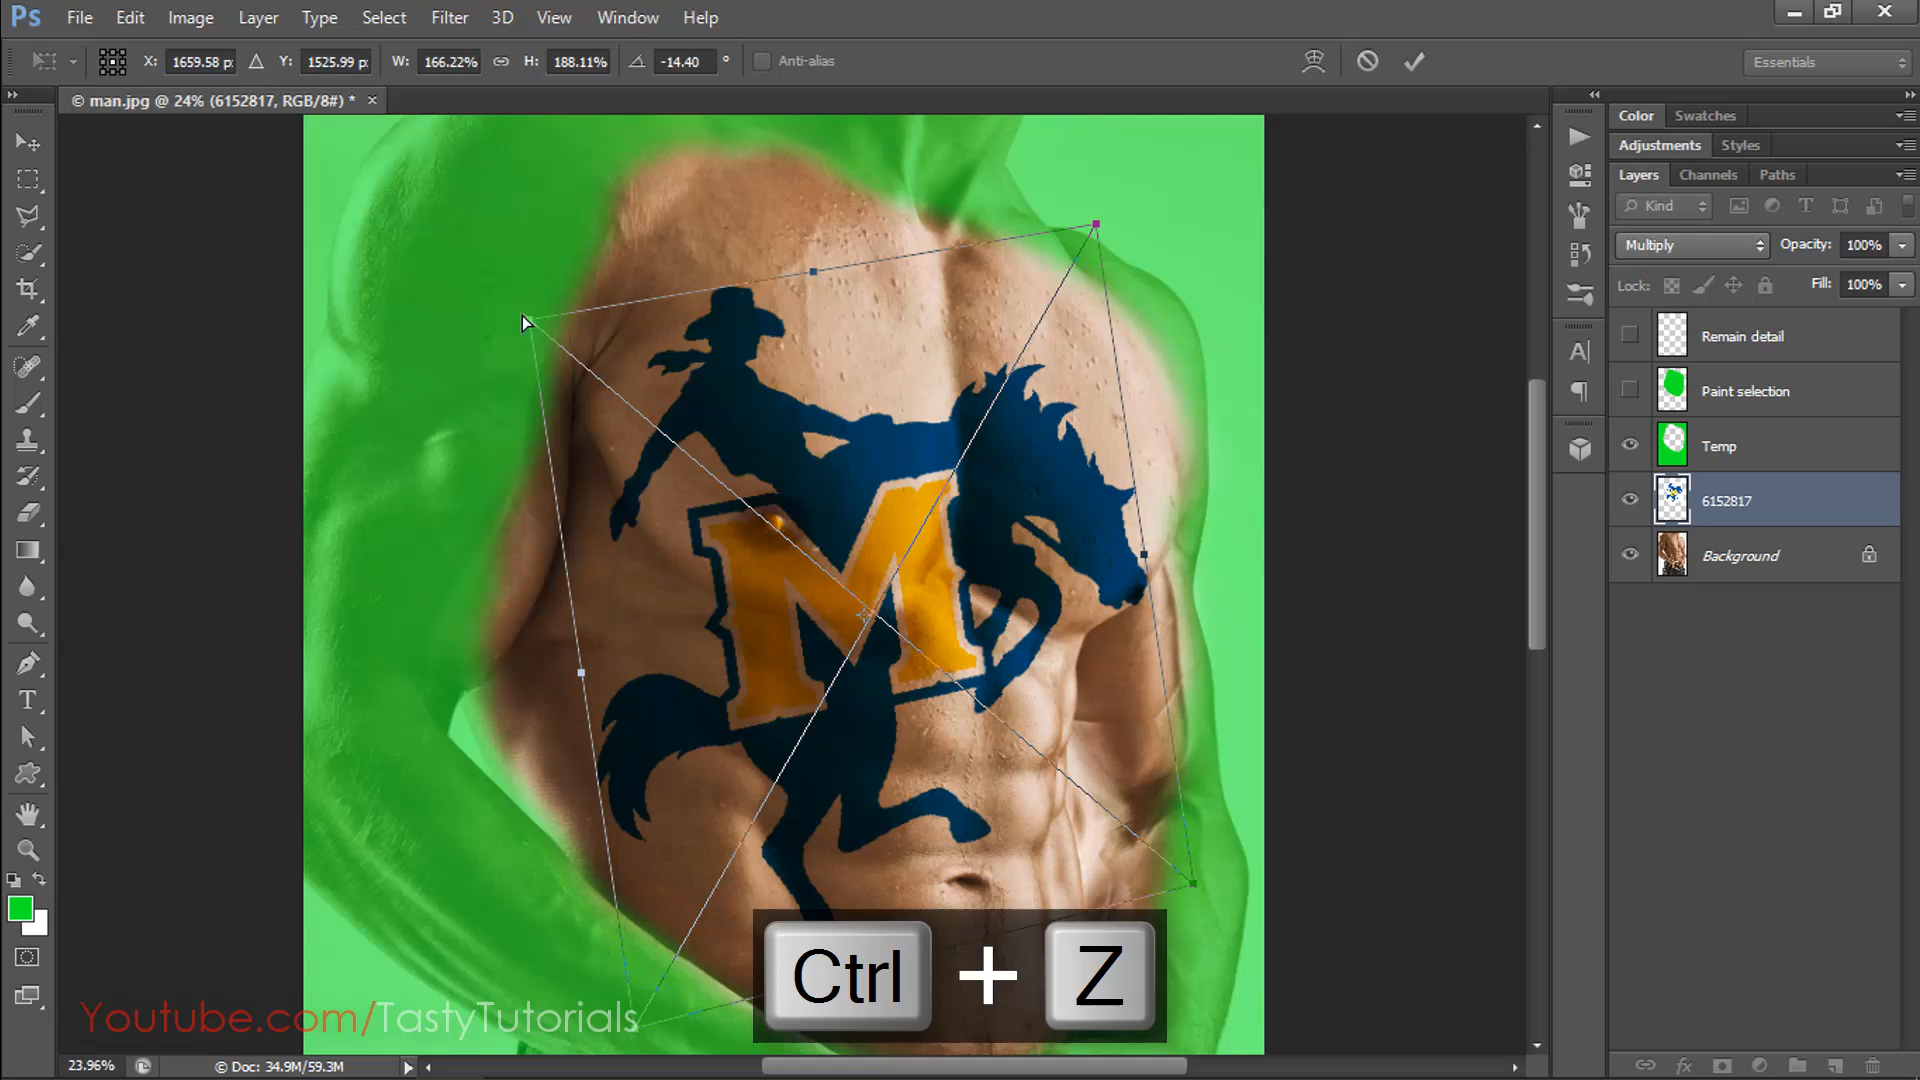 Ps File Edit Image Layer Type Select Filter 3D View Window Help
X: 1659.58 p: Y: 1525.99 p: W: 166.22% H: 188.11% -14.40 ° Anti-alias Essentials
© man.jpg @ 24% (6152817, RGB/8#) * ×
Color Swatches
Adjustments Styles
Layers Channels Paths
Kind
Multiply Opacity: 100%
Lock: Fill: 100%
Remain detail
Paint selection
Temp
6152817
Background
M
Ctrl + Z
Youtube.com/TastyTutorials
23.96% © Doc: 34.9M/59.3M